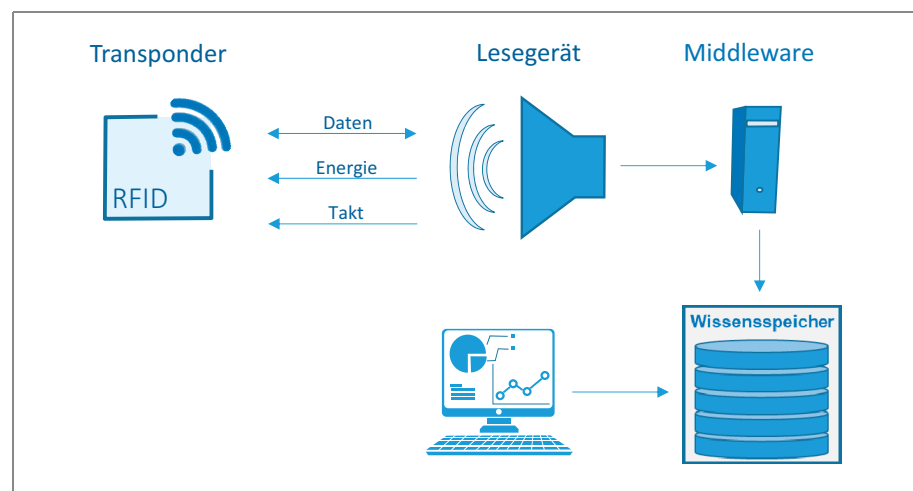 Transponder
Lesegerät
Middleware
Daten
Energie
Takt
RFID
Wissensspeicher